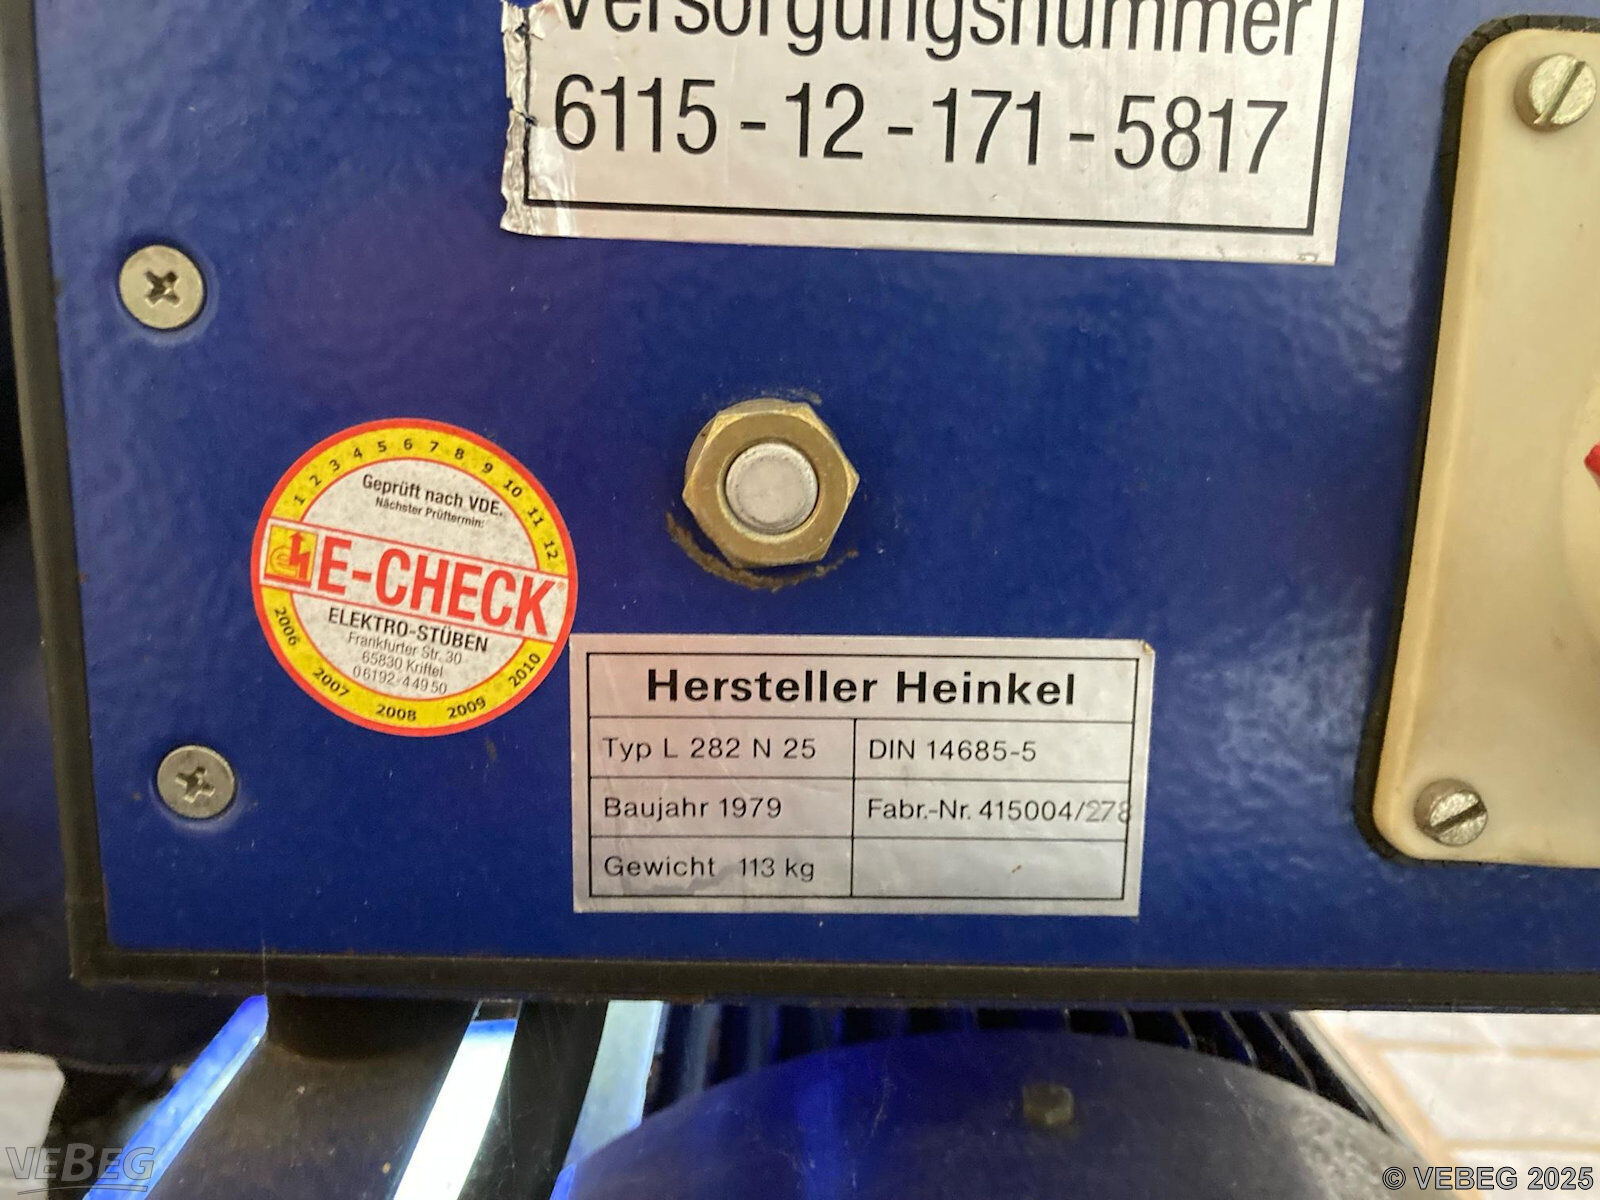 Versorgungsnummer
6115 - 12 - 171 - 5817
1 2 3 4 5 6 7 8 9 10 11 12
Geprüft nach VDE.
Nächster Prüftermin:
E-CHECK®
ELEKTRO-STÜBEN
Frankfurter Str. 30
65830 Kriftel
06192-44950
2006 2007 2008 2009 2010
Hersteller Heinkel
Typ L 282 N 25 DIN 14685-5
Baujahr 1979 Fabr.-Nr. 415004/278
Gewicht 113 kg
VEBEG
© VEBEG 2025